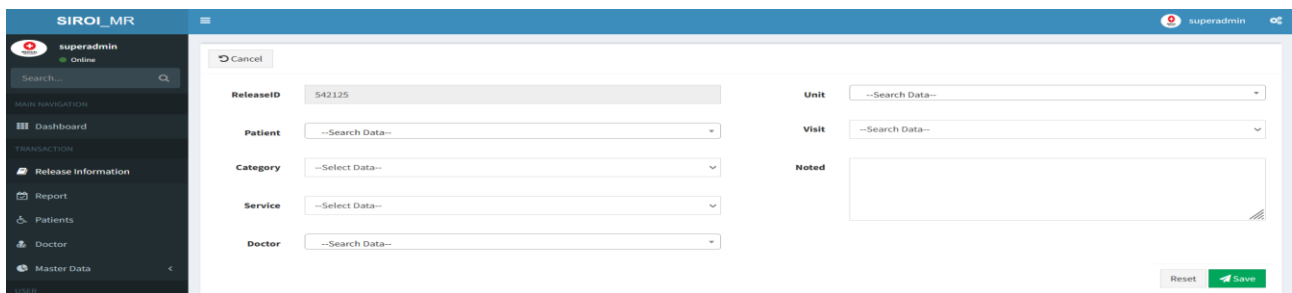 SIROI_MR
superadmin
superadmin
Online
Search...
MAIN NAVIGATION
Dashboard
TRANSACTION
Release Information
Report
Patients
Doctor
Master Data
USER
Cancel
ReleaseID 542125
Patient --Search Data--
Category --Select Data--
Service --Select Data--
Doctor --Search Data--
Unit --Search Data--
Visit --Search Data--
Noted
Reset Save